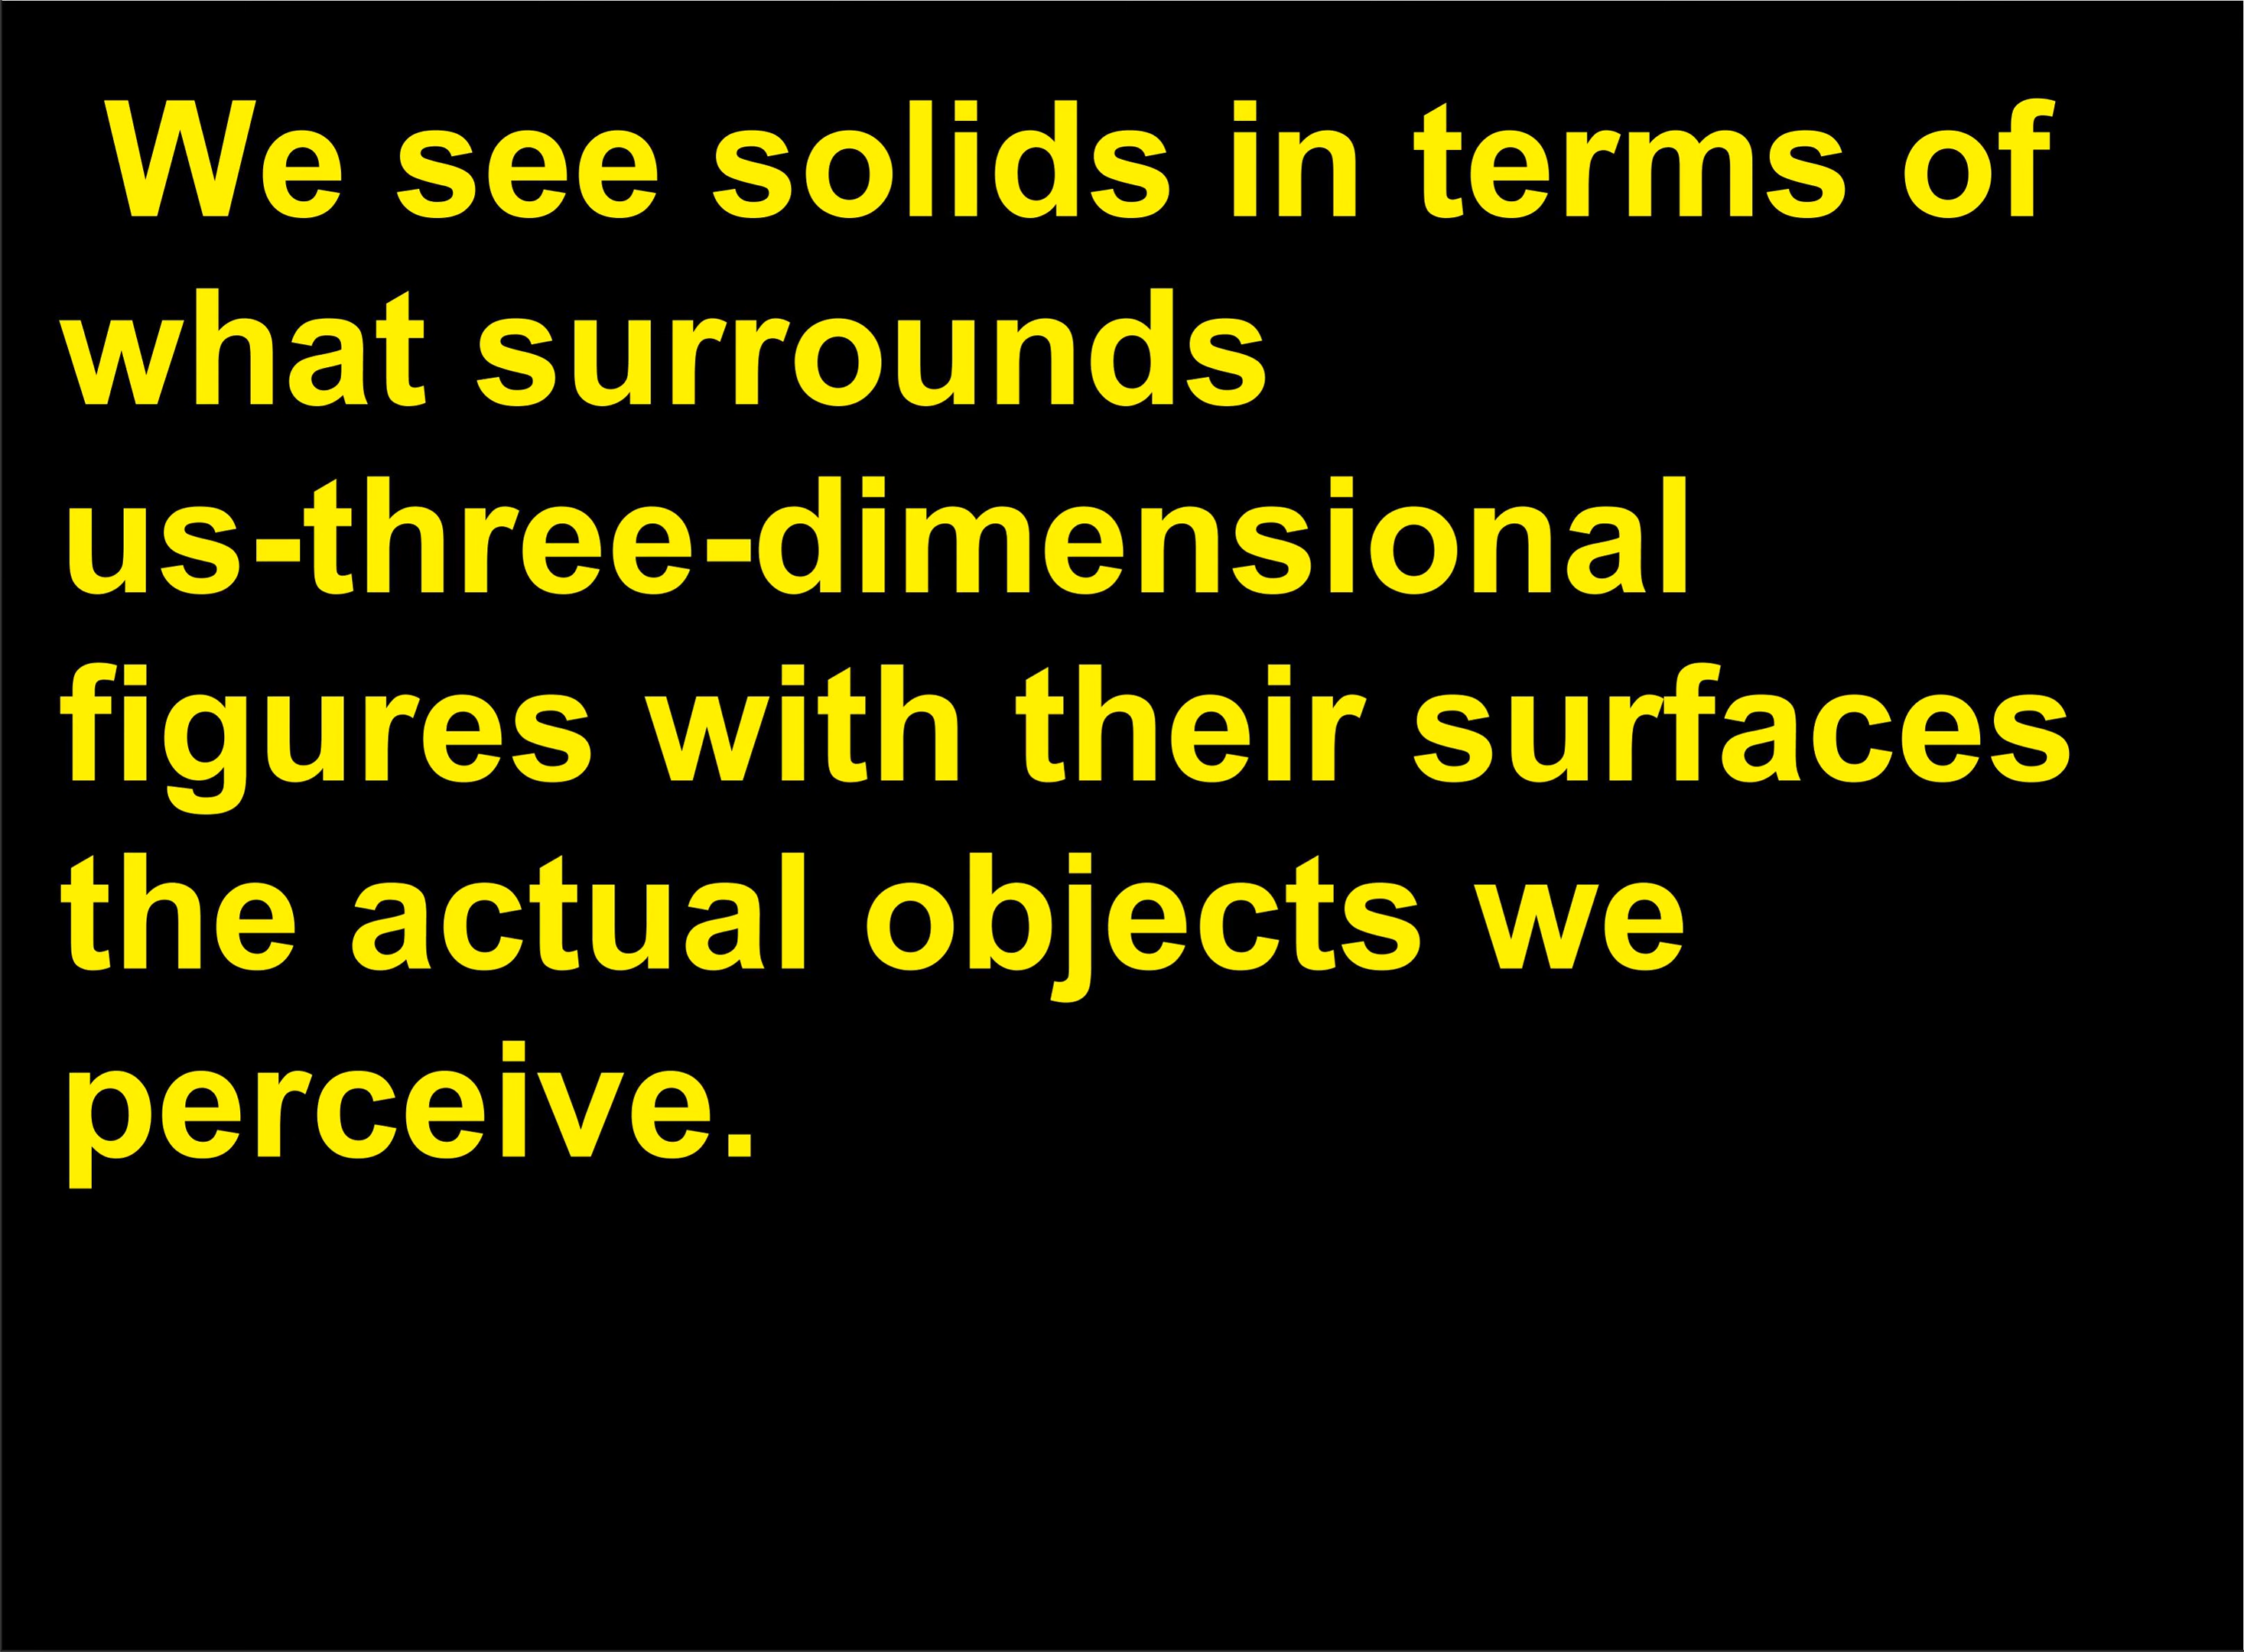 We see solids in terms of
what surrounds
us-three-dimensional
figures with their surfaces
the actual objects we
perceive.